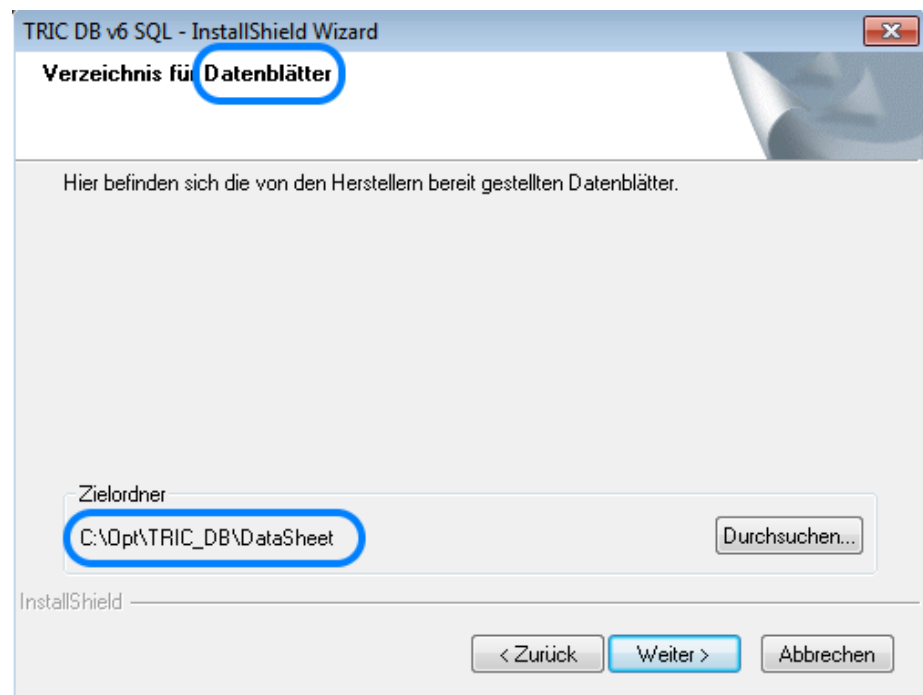 TRIC DB v6 SQL - InstallShield Wizard
Verzeichnis für Datenblätter
Hier befinden sich die von den Herstellern bereit gestellten Datenblätter.
Zielordner
C:\Opt\TRIC_DB\DataSheet
Durchsuchen...
InstallShield
< Zurück
Weiter >
Abbrechen